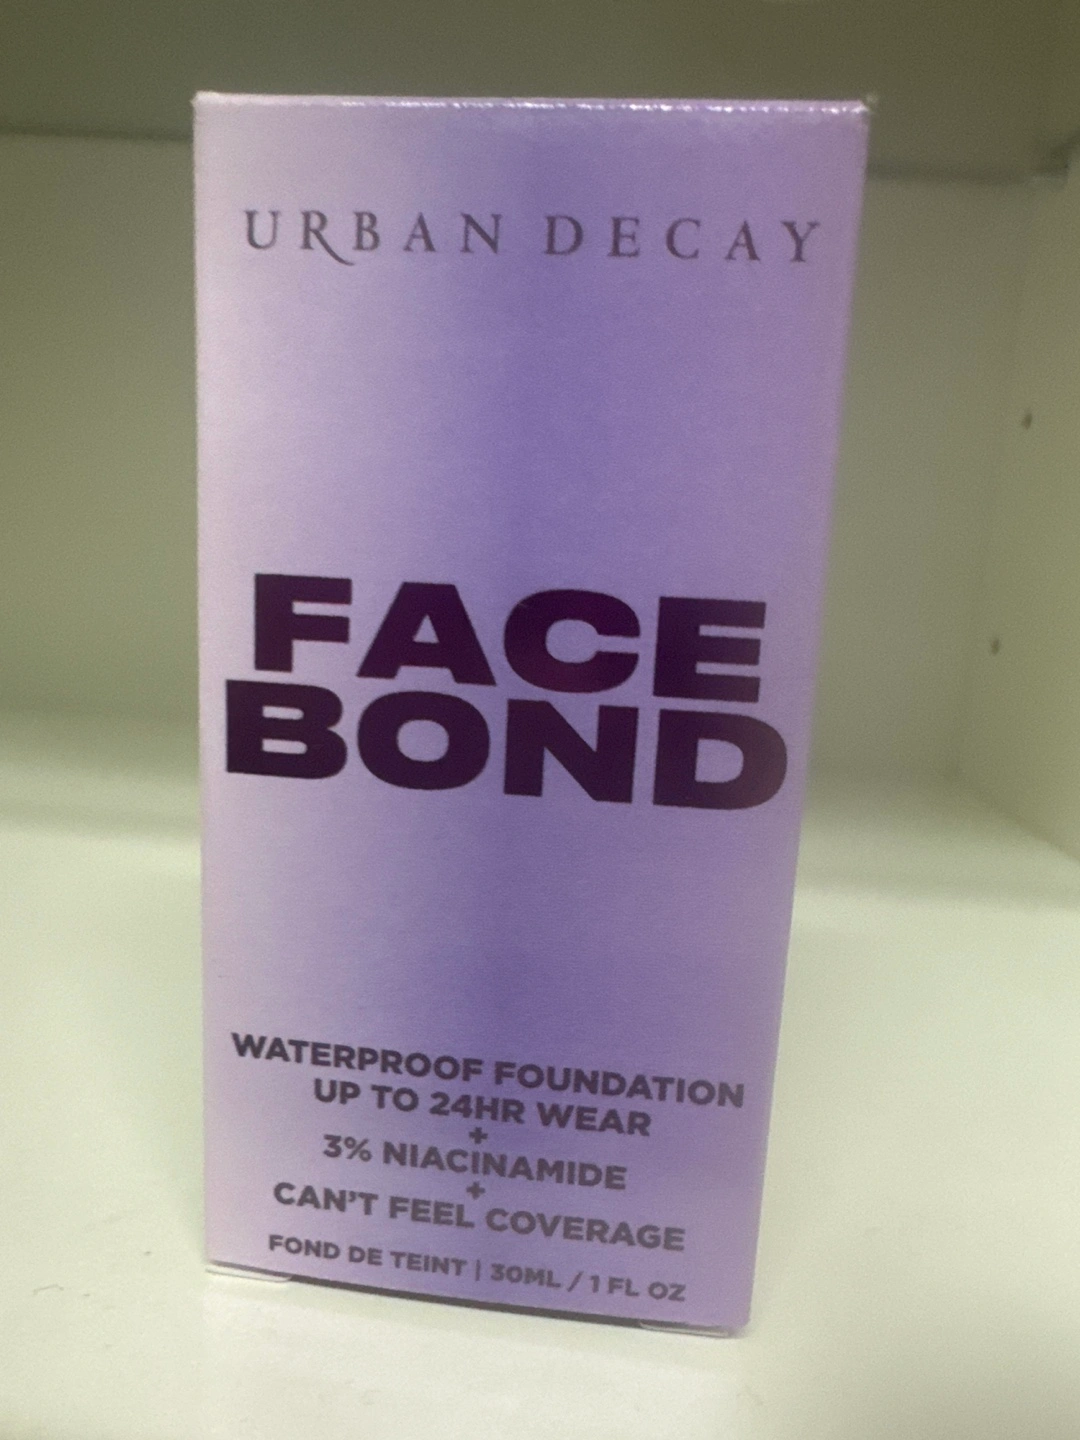 URBAN DECAY
FACE
BOND
WATERPROOF FOUNDATION
UP TO 24HR WEAR
+
3% NIACINAMIDE
+
CAN'T FEEL COVERAGE
FOND DE TEINT | 30ML / 1 FL OZ